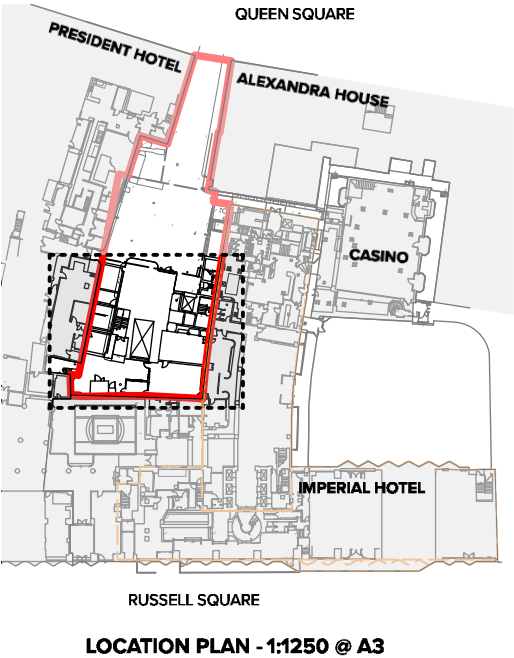 QUEEN SQUARE
PRESIDENT HOTEL
ALEXANDRA HOUSE
CASINO
IMPERIAL HOTEL
RUSSELL SQUARE
LOCATION PLAN - 1:1250 @ A3